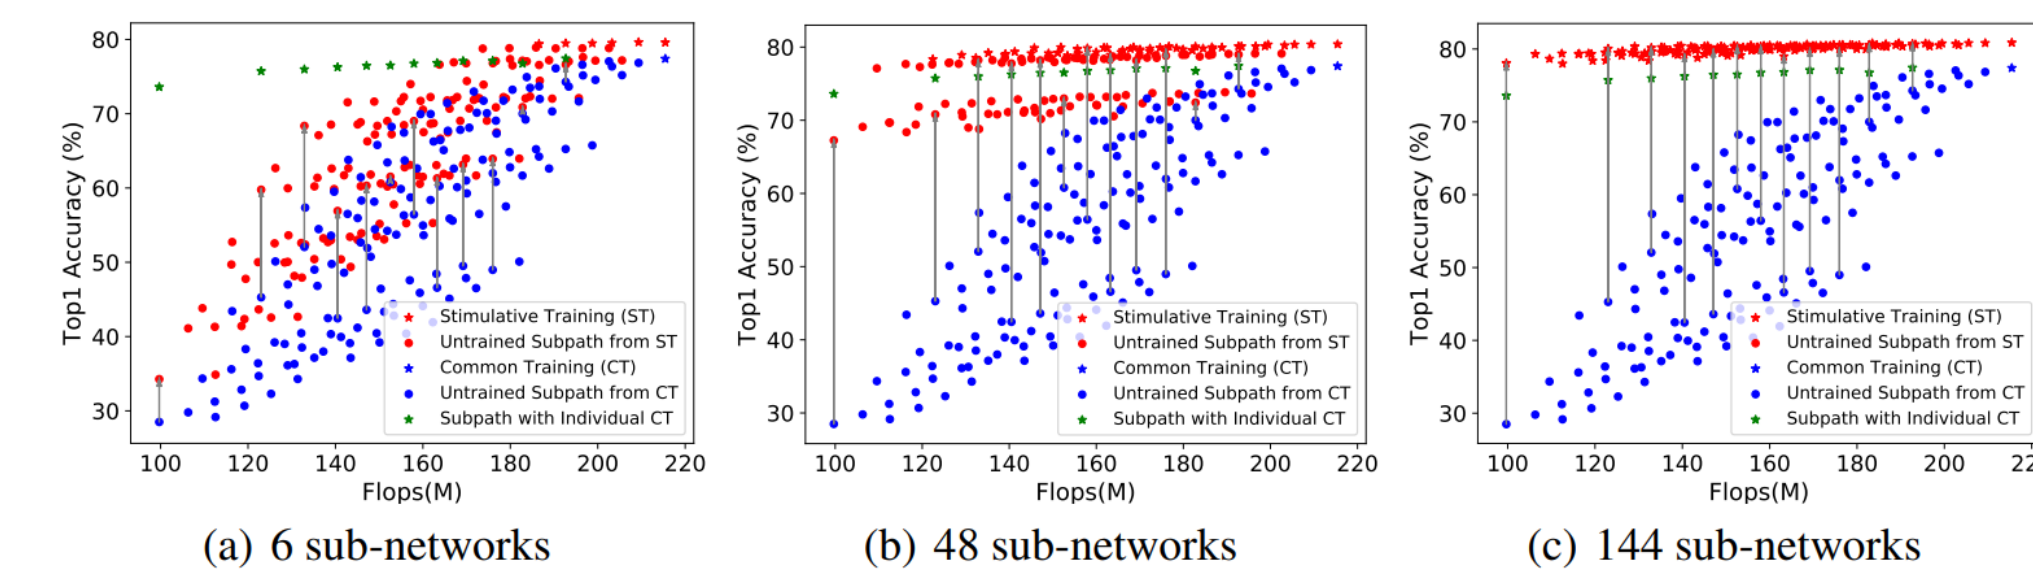 80
70
60
50
40
30
Top1 Accuracy (%)
Stimulative Training (ST)
Untrained Subpath from ST
Common Training (CT)
Untrained Subpath from CT
Subpath with Individual CT
100 120 140 160 180 200 220
Flops(M)
(a) 6 sub-networks
80
70
60
50
40
30
Top1 Accuracy (%)
Stimulative Training (ST)
Untrained Subpath from ST
Common Training (CT)
Untrained Subpath from CT
Subpath with Individual CT
100 120 140 160 180 200 220
Flops(M)
(b) 48 sub-networks
80
70
60
50
40
30
Top1 Accuracy (%)
Stimulative Training (ST)
Untrained Subpath from ST
Common Training (CT)
Untrained Subpath from CT
Subpath with Individual CT
100 120 140 160 180 200
Flops(M)
(c) 144 sub-networks